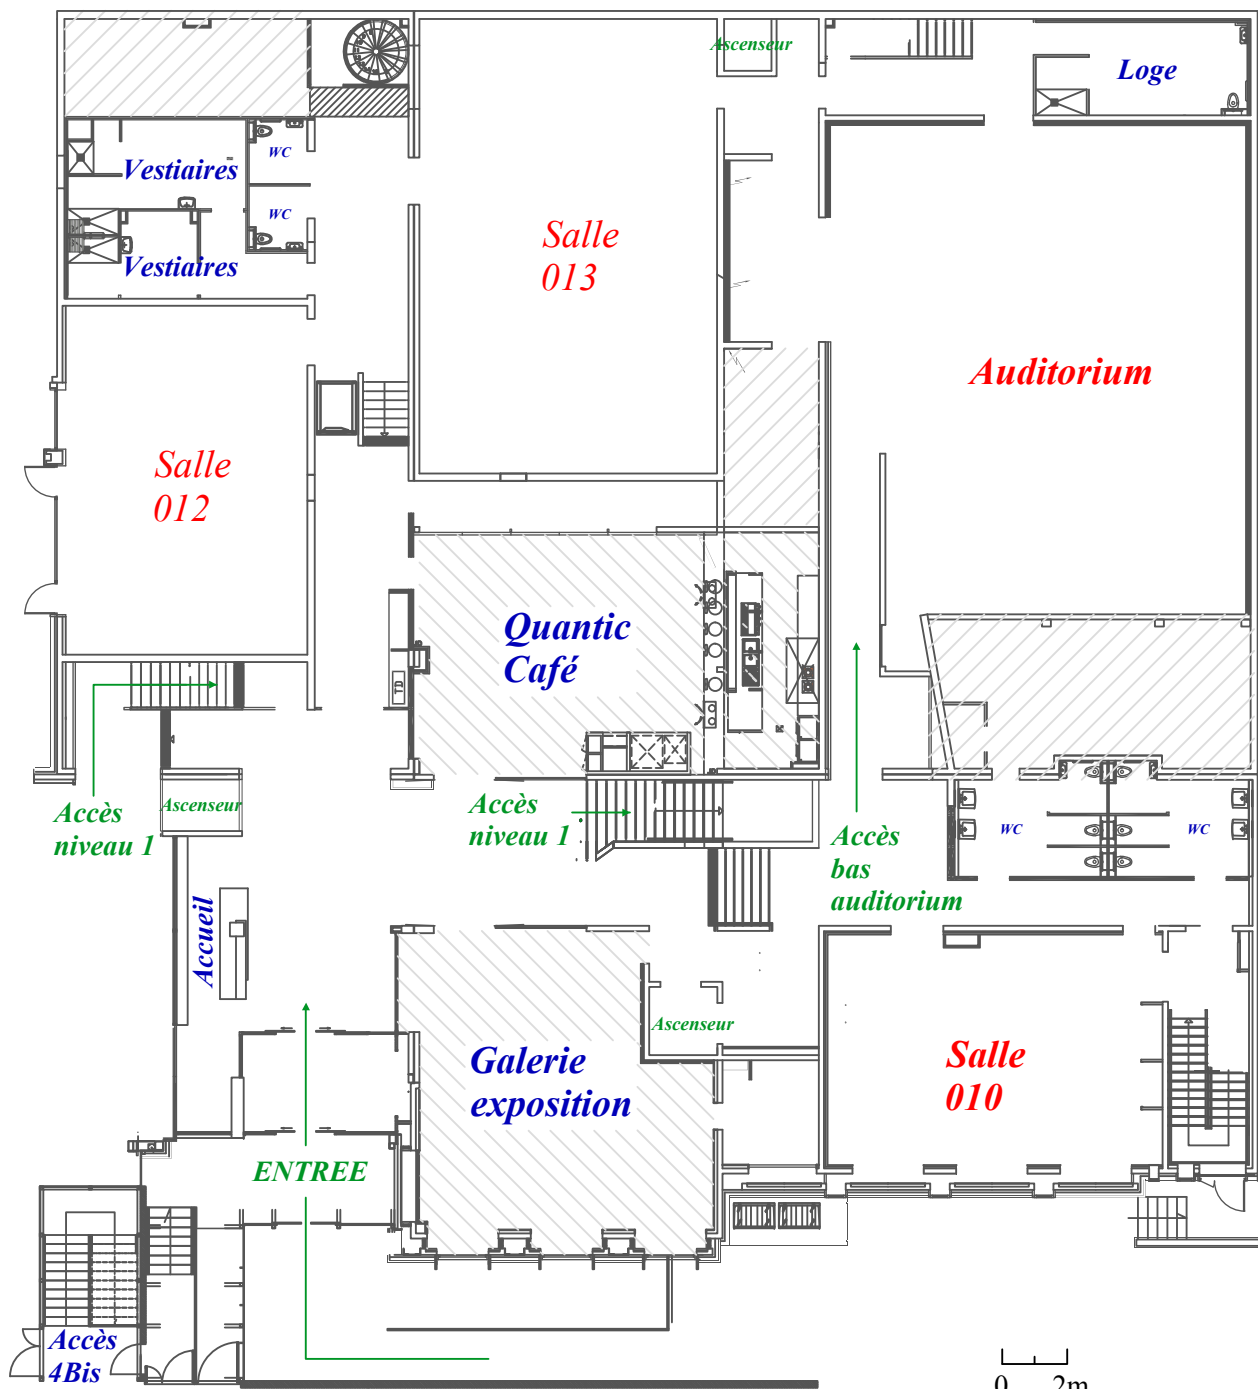 Ascenseur
Loge
WC
Vestiaires
WC
Vestiaires
Salle
013
Auditorium
Salle
012
Quantic
Café
TD
Accès
niveau 1
Ascenseur
Accès
niveau 1
Accès
bas
auditorium
WC
WC
Accueil
Ascenseur
Galerie
exposition
Salle
010
ENTREE
Accès
4Bis
0 2m